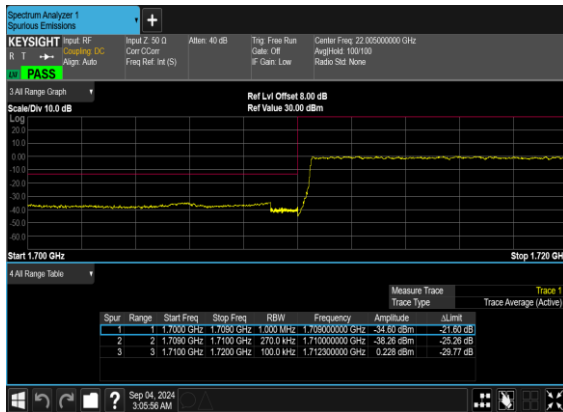 Spectrum Analyzer 1
Spurious Emissions
+
KEYSIGHT Input: RF Input Z: 50 Ω Atten: 40 dB Trig: Free Run Center Freq: 22.005000000 GHz
R T Coupling: DC Corr CCorr Gate: Off Avg|Hold: 100/100
Align: Auto Freq Ref: Int (S) IF Gain: Low Radio Std: None
PASS
3 All Range Graph
Ref Lvl Offset 8.00 dB
Scale/Div 10.0 dB Ref Value 30.00 dBm
Log
20.0
10.0
0.00
-10.0
-20.0
-30.0
-40.0
-50.0
-60.0
Start 1.700 GHz Stop 1.720 GH
4 All Range Table
Measure Trace Trace 1
Trace Type Trace Average (Active)
Spur Range Start Freq Stop Freq RBW Frequency Amplitude ΔLimit
1 1 1.7000 GHz 1.7090 GHz 1.000 MHz 1.709000000 GHz -34.60 dBm -21.60 dB
2 2 1.7090 GHz 1.7100 GHz 270.0 kHz 1.710000000 GHz -38.26 dBm -25.26 dB
3 3 1.7100 GHz 1.7200 GHz 100.0 kHz 1.712300000 GHz 0.228 dBm -29.77 dB
? Sep 04, 2024
3:05:56 AM